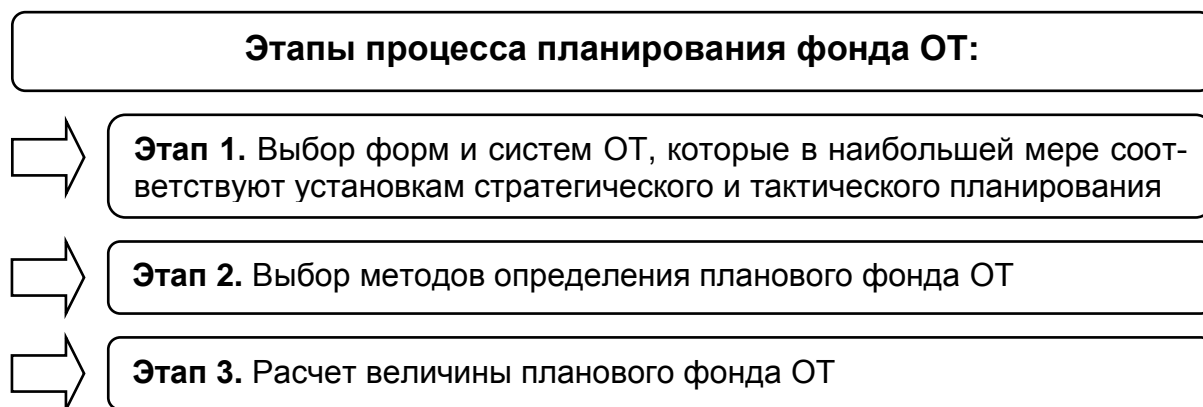 Этапы процесса планирования фонда ОТ:
Этап 1. Выбор форм и систем ОТ, которые в наибольшей мере соот-
ветствуют установкам стратегического и тактического планирования
Этап 2. Выбор методов определения планового фонда ОТ
Этап 3. Расчет величины планового фонда ОТ